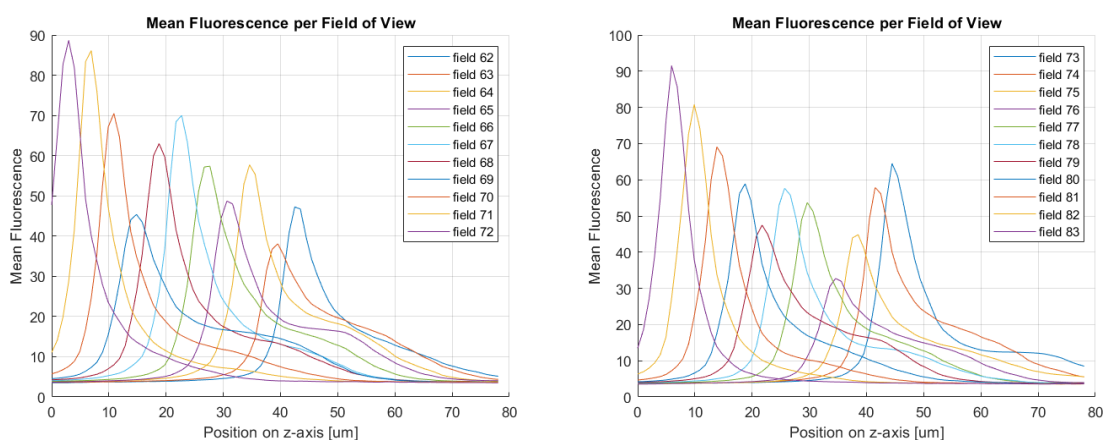 Mean Fluorescence per Field of View
Mean Fluorescence
90
80
70
60
50
40
30
20
10
0
0 10 20 30 40 50 60 70 80
Position on z-axis [um]
field 62
field 63
field 64
field 65
field 66
field 67
field 68
field 69
field 70
field 71
field 72
Mean Fluorescence per Field of View
Mean Fluorescence
100
90
80
70
60
50
40
30
20
10
0
0 10 20 30 40 50 60 70 80
Position on z-axis [um]
field 73
field 74
field 75
field 76
field 77
field 78
field 79
field 80
field 81
field 82
field 83